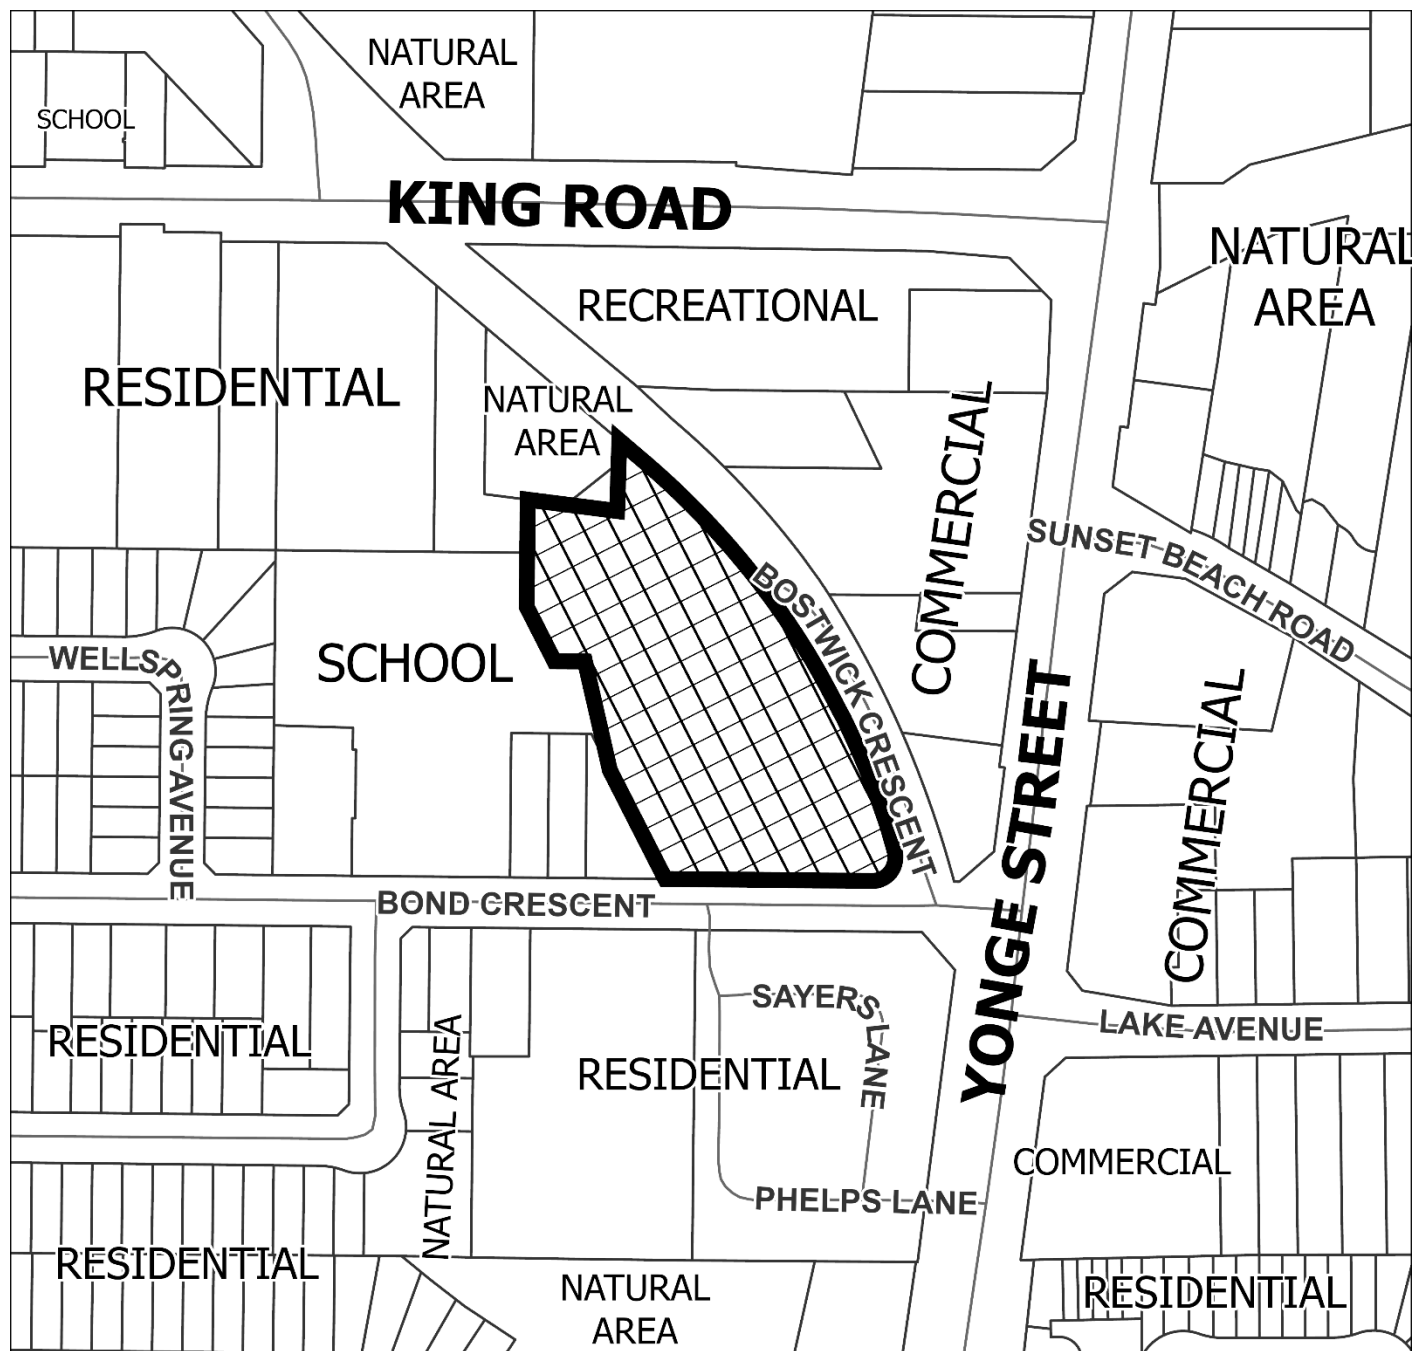 NATURAL
AREA
SCHOOL
KING ROAD
NATURAL
AREA
RECREATIONAL
RESIDENTIAL
NATURAL
AREA
COMMERCIAL
SUNSET BEACH ROAD
BOSTWICK CRESCENT
SCHOOL
WELLSPRING AVENUE
YONGE STREET
COMMERCIAL
BOND CRESCENT
SAYERS LANE
LAKE AVENUE
RESIDENTIAL
NATURAL AREA
RESIDENTIAL
COMMERCIAL
PHELPS LANE
RESIDENTIAL
NATURAL
AREA
RESIDENTIAL